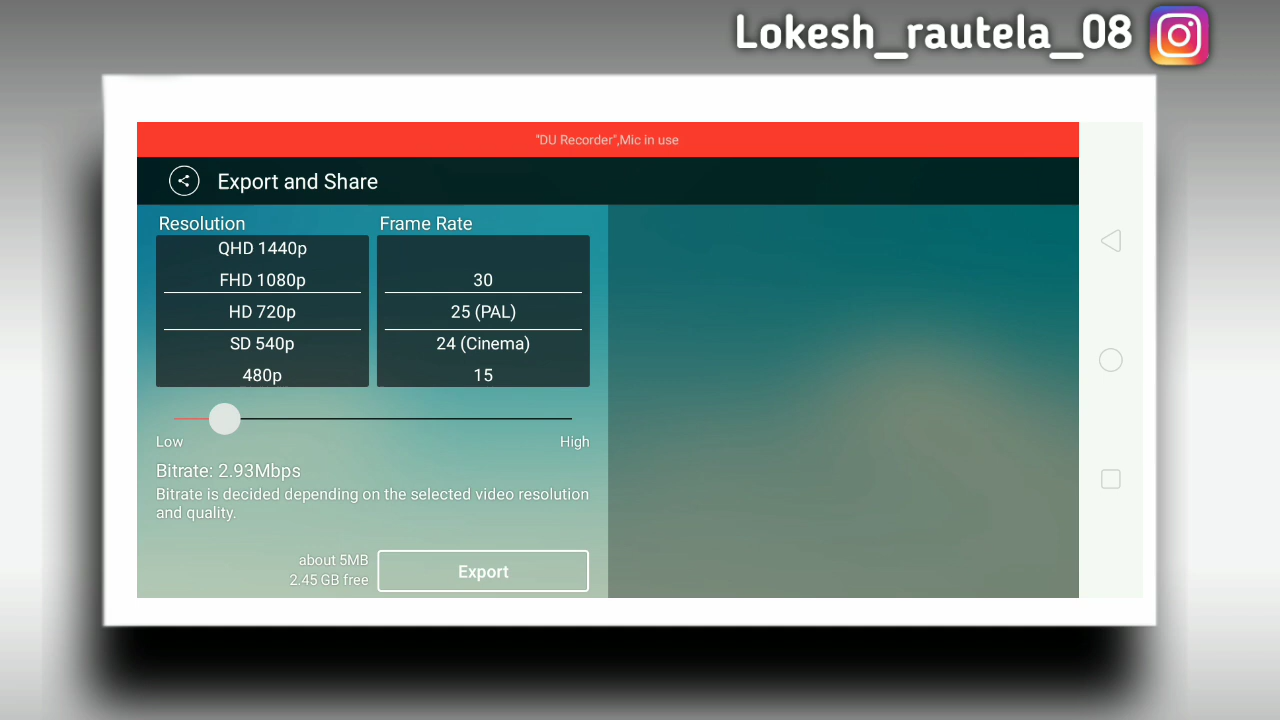 Lokesh_rautela_08
"DU Recorder",Mic in use
Export and Share
Resolution
QHD 1440p
FHD 1080p
HD 720p
SD 540p
480p
Frame Rate
30
25 (PAL)
24 (Cinema)
15
Low
High
Bitrate: 2.93Mbps
Bitrate is decided depending on the selected video resolution
and quality.
about 5MB
2.45 GB free
Export